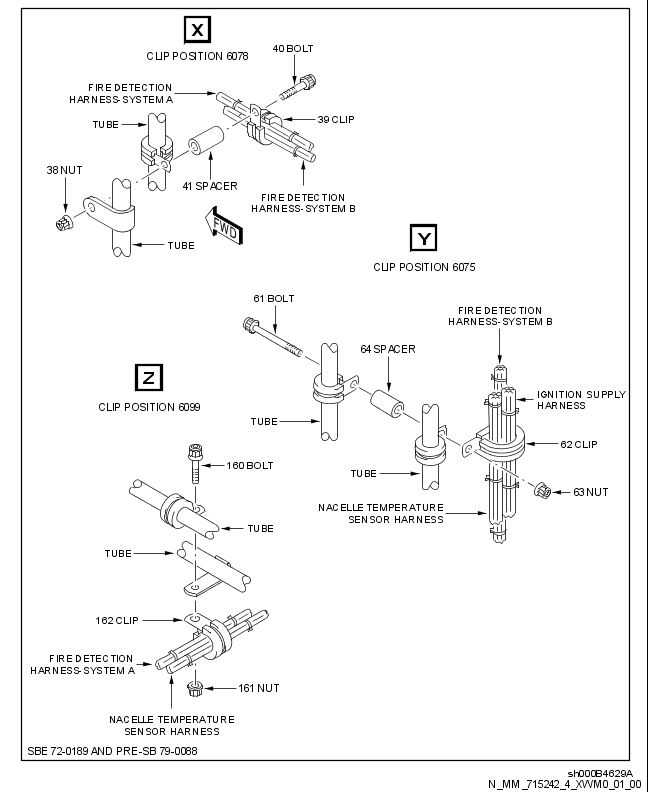 X
CLIP POSITION 6078
40 BOLT
FIRE DETECTION
HARNESS-SYSTEM A
TUBE
39 CLIP
38 NUT
41 SPACER
FIRE DETECTION
HARNESS-SYSTEM B
FWD
TUBE
Y
CLIP POSITION 6075
61 BOLT
FIRE DETECTION
HARNESS-SYSTEM B
64 SPACER
Z
CLIP POSITION 6099
IGNITION SUPPLY
HARNESS
TUBE
62 CLIP
160 BOLT
TUBE
63 NUT
NACELLE TEMPERATURE
SENSOR HARNESS
TUBE
TUBE
162 CLIP
FIRE DETECTION
HARNESS-SYSTEM A
161 NUT
NACELLE TEMPERATURE
SENSOR HARNESS
SBE 72-0189 AND PRE-SB 79-0088
sh000B4629A
N_MM_715242_4_XWM0_01_00